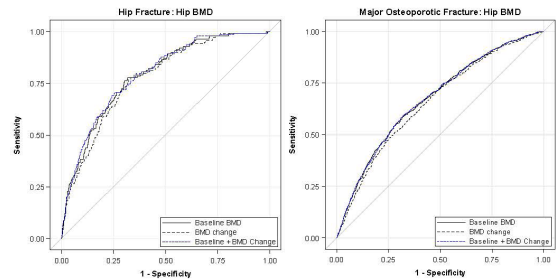 Hip Fracture: Hip BMD
1.00
0.75
0.50
0.25
0.00
Sensitivity
Baseline BMD
BMD change
Baseline + BMD Change
0.00 0.25 0.50 0.75 1.00
1 - Specificity
Major Osteoporotic Fracture: Hip BMD
1.00
0.75
0.50
0.25
0.00
Sensitivity
Baseline BMD
BMD change
Baseline + BMD Change
0.00 0.25 0.50 0.75 1.00
1 - Specificity